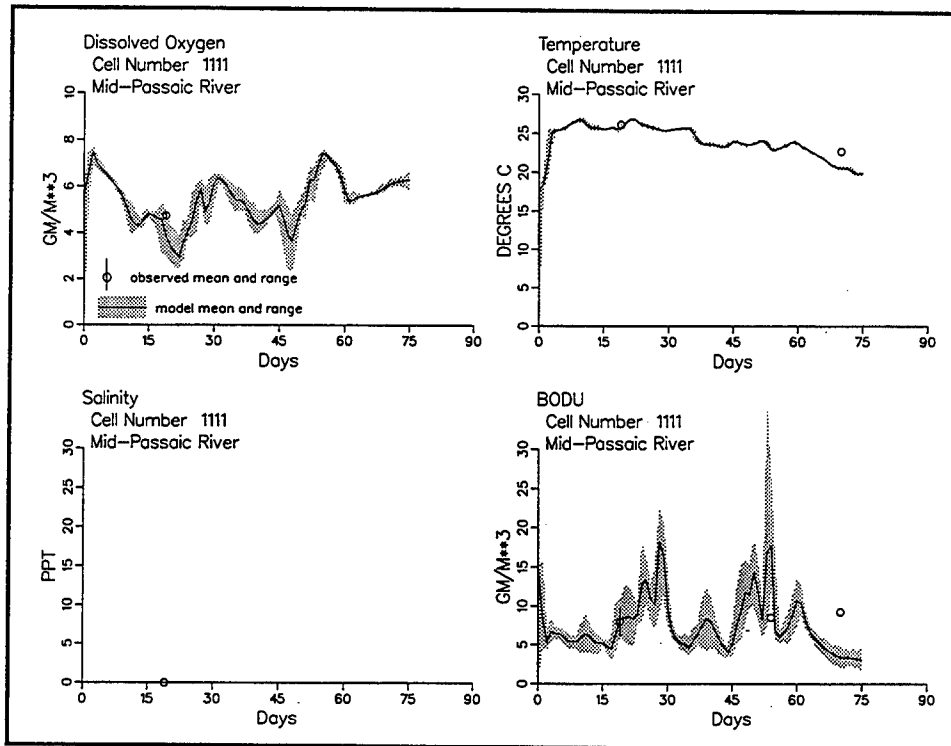 Dissolved Oxygen
Cell Number 1111
Mid-Passaic River
GM/M**3
10
8
6
4
2
0
observed mean and range
model mean and range
0 15 30 45 60 75 90
Days
Temperature
Cell Number 1111
Mid-Passaic River
DEGREES C
30
25
20
15
10
5
0
0 15 30 45 60 75 90
Days
Salinity
Cell Number 1111
Mid-Passaic River
PPT
30
25
20
15
10
5
0
0 15 30 45 60 75 90
Days
BODU
Cell Number 1111
Mid-Passaic River
GM/M**3
30
25
20
15
10
5
0
0 15 30 45 60 75 90
Days